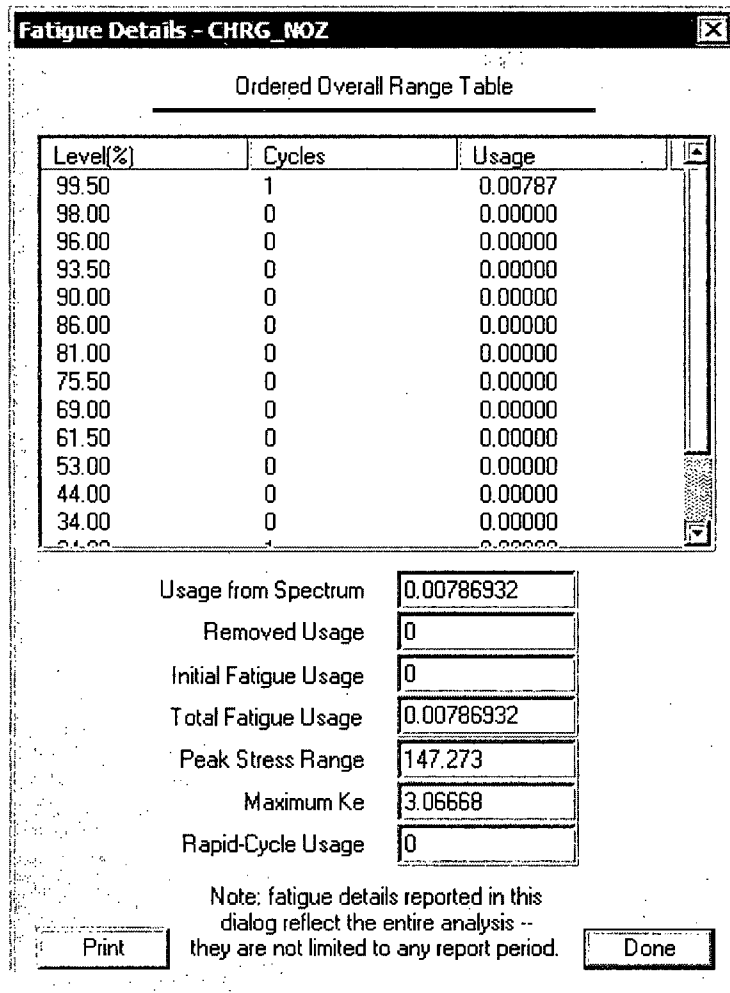 Fatigue Details - CHRG_NOZ
Ordered Overall Range Table
Level(%) Cycles Usage
99.50 1 0.00787
98.00 0 0.00000
96.00 0 0.00000
93.50 0 0.00000
90.00 0 0.00000
86.00 0 0.00000
81.00 0 0.00000
75.50 0 0.00000
69.00 0 0.00000
61.50 0 0.00000
53.00 0 0.00000
44.00 0 0.00000
34.00 0 0.00000
Usage from Spectrum 0.00786932
Removed Usage 0
Initial Fatigue Usage 0
Total Fatigue Usage 0.00786932
Peak Stress Range 147.273
Maximum Ke 3.06668
Rapid-Cycle Usage 0
Note: fatigue details reported in this
dialog reflect the entire analysis --
they are not limited to any report period.
Print Done